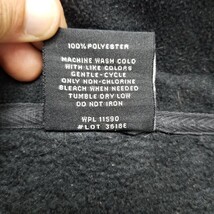 100% POLYESTER
MACHINE WASH COLD
WITH LIKE COLORS
GENTLE-CYCLE
ONLY NON-CHLORINE
BLEACH WHEN NEEDED
TUMBLE DRY LOW
DO NOT IRON
WPL 11590
#LOT 3618E